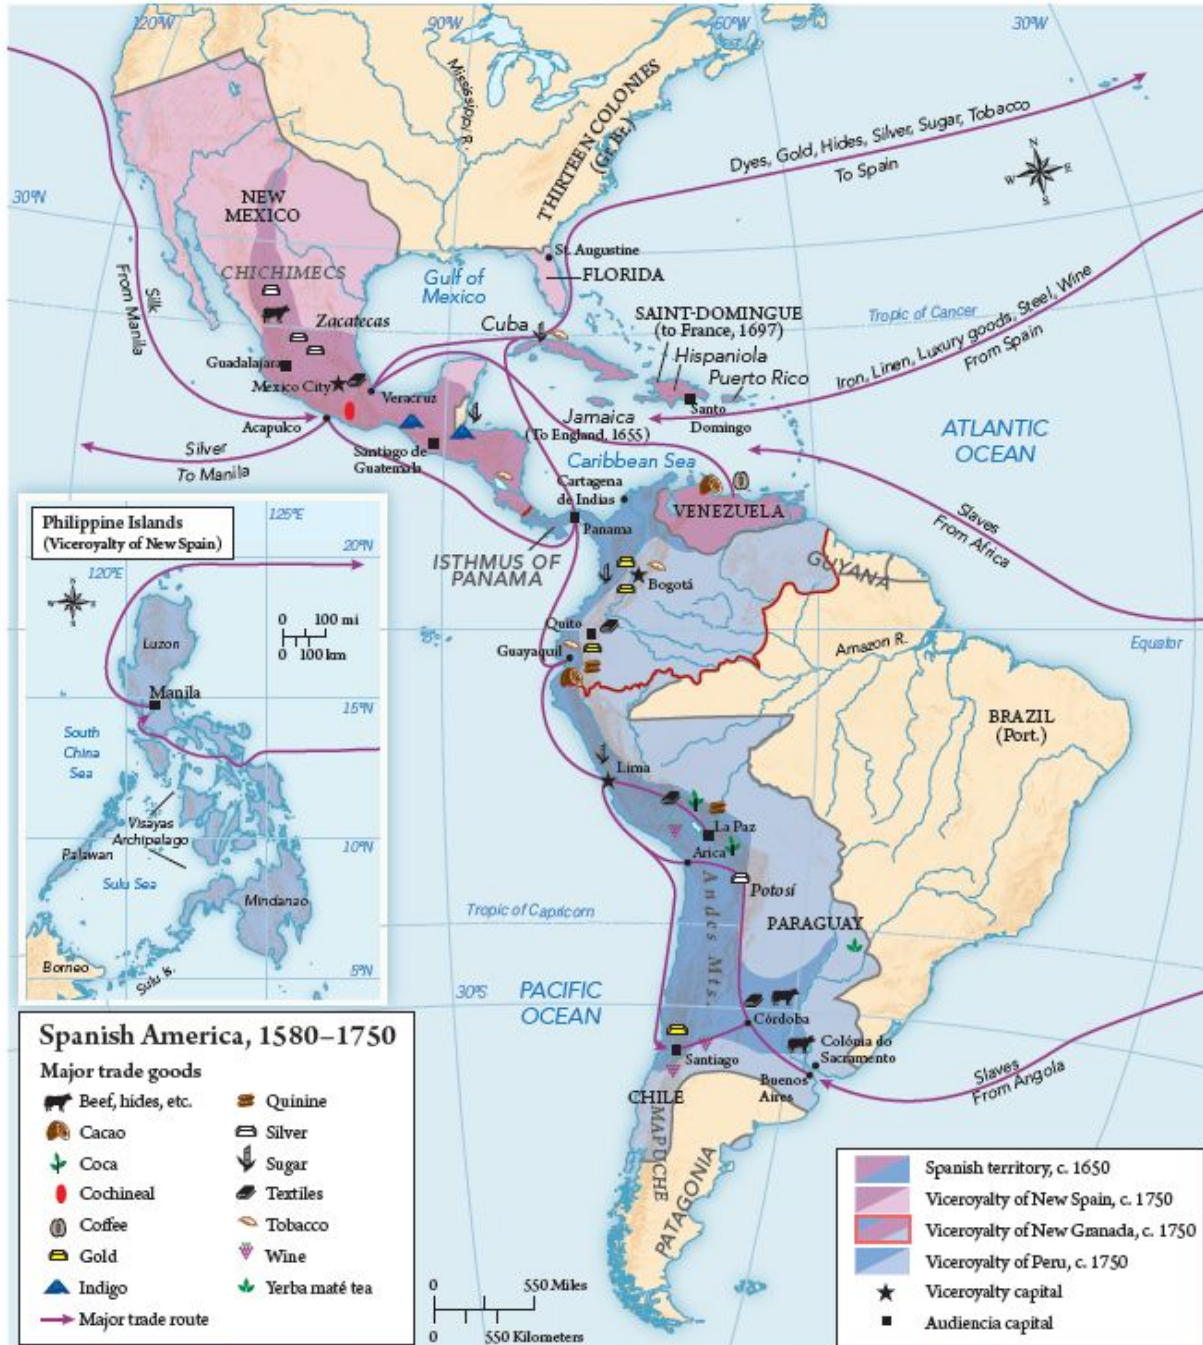 120°W
90°W
60°W
30°W
Mississippi R.
THIRTEEN COLONIES
(Gr. Br.)
Dyes, Gold, Hides, Silver, Sugar, Tobacco
To Spain
N
W
S
30°N
NEW
MEXICO
CHICHIMECS
St. Augustine
FLORIDA
Gulf of
Mexico
Silk
From Manila
Zacatecas
Cuba
SAINT-DOMINGUE
(to France, 1697)
Hispaniola
Puerto Rico
Tropic of Cancer
Iron, Linen, Luxury goods, Steel, Wine
From Spain
Guadalajara
Mexico City
Veracruz
Acapulco
Santo
Domingo
Jamaica
(To England, 1655)
ATLANTIC
OCEAN
Silver
To Manila
Santiago de
Guatemala
Caribbean Sea
Cartagena
de Indias
VENEZUELA
Panama
ISTHMUS OF
PANAMA
Slaves
From Africa
GUYANA
Bogotá
Quito
Guayaquil
Amazon R.
Equator
BRAZIL
(Port.)
Lima
La Paz
Arica
Potosí
Andes Mts.
Tropic of Capricorn
PARAGUAY
30°S
PACIFIC
OCEAN
Córdoba
Santiago
Colónia do
Sacramento
Buenos
Aires
Slaves
From Angola
CHILE
MAPUCHE
PATAGONIA
Philippine Islands
(Viceroyalty of New Spain)
125°E
20°N
120°E
0 100 mi
0 100 km
Luzon
Manila
15°N
South
China
Sea
Visayas
Archipelago
10°N
Palawan
Sulu Sea
Mindanao
Borneo
Sulu Is.
5°N
Spanish America, 1580–1750
Major trade goods
Beef, hides, etc.
Cacao
Coca
Cochineal
Coffee
Gold
Indigo
Quinine
Silver
Sugar
Textiles
Tobacco
Wine
Yerba maté tea
Major trade route
0 550 Miles
0 550 Kilometers
Spanish territory, c. 1650
Viceroyalty of New Spain, c. 1750
Viceroyalty of New Granada, c. 1750
Viceroyalty of Peru, c. 1750
Viceroyalty capital
Audiencia capital